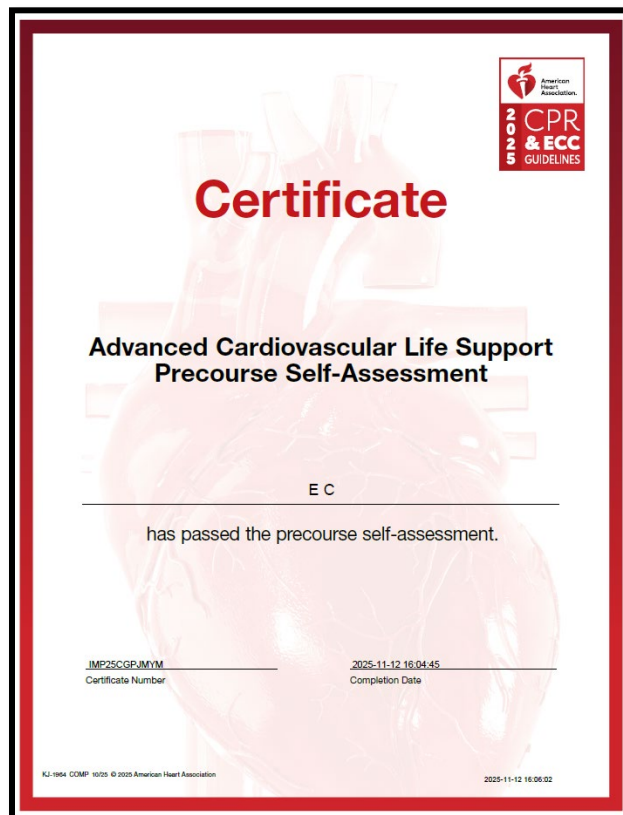 American
Heart
Association.
2025
CPR
& ECC
GUIDELINES
Certificate
Advanced Cardiovascular Life Support
Precourse Self-Assessment
E C
has passed the precourse self-assessment.
IMP25CGPJMYM
Certificate Number
2025-11-12 16:04:45
Completion Date
KJ-1964 COMP 10/25 © 2025 American Heart Association
2025-11-12 16:06:02